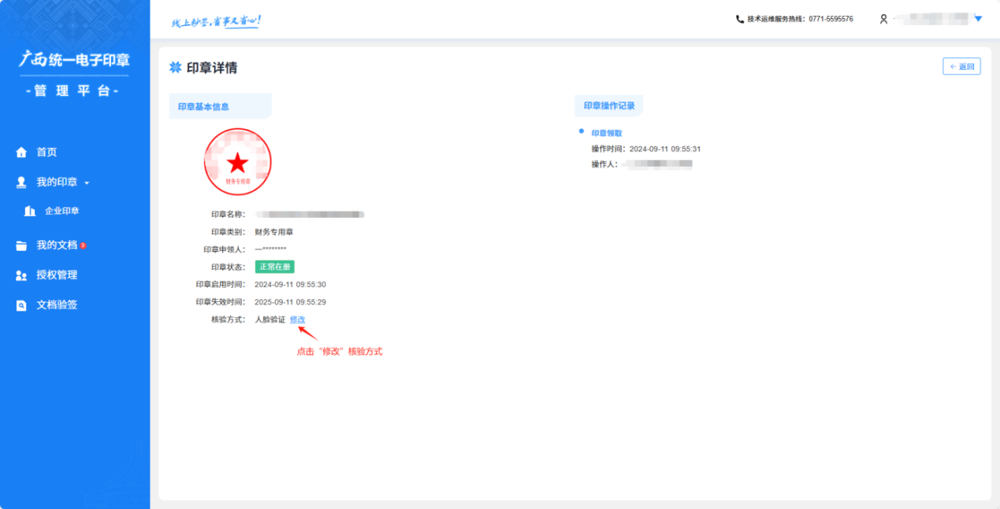 线上钞签，省事又省心！
技术运维服务热线：0771-5595576
广西统一电子印章
-管理平台-
首页
我的印章
企业印章
我的文档 3
授权管理
文档验签
印章详情
← 返回
印章基本信息
财务专用章
印章名称：
印章类别： 财务专用章
印章申领人： 一********
印章状态： 正常在册
印章启用时间： 2024-09-11 09:55:30
印章失效时间： 2025-09-11 09:55:29
核验方式： 人脸验证 修改
点击“修改”核验方式
印章操作记录
印章领取
操作时间：2024-09-11 09:55:31
操作人：